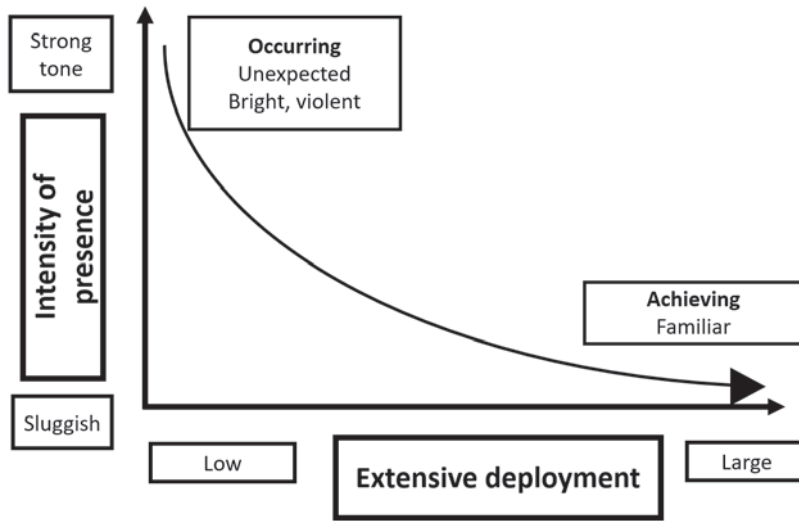 Strong
tone
Occurring
Unexpected
Bright, violent
Intensity of
presence
Achieving
Familiar
Sluggish
Low
Extensive deployment
Large